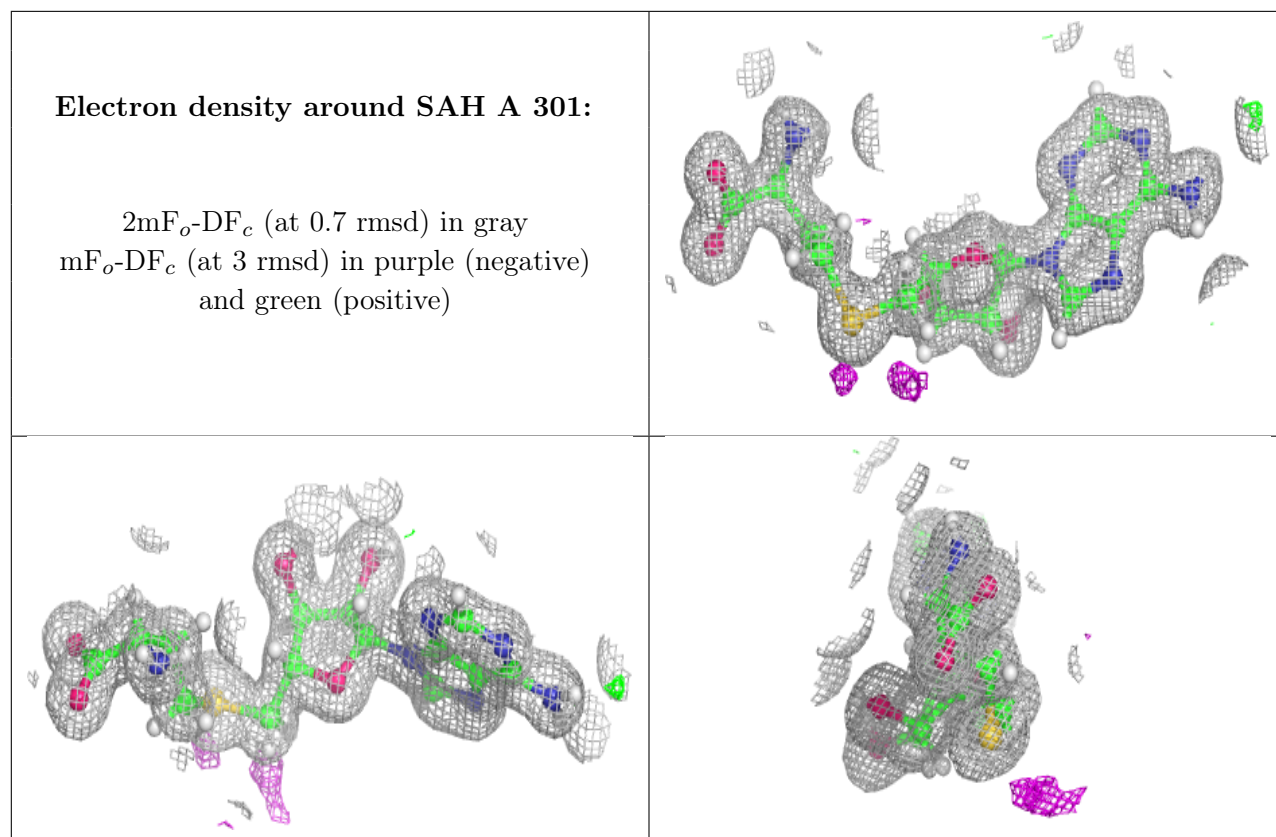 Electron density around SAH A 301:
2mFₒ-DF𝒸 (at 0.7 rmsd) in gray
mFₒ-DF𝒸 (at 3 rmsd) in purple (negative)
and green (positive)